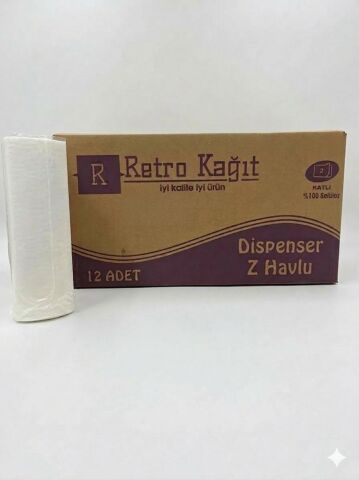 R Retro Kağıt
iyi kalite iyi ürün
2
KATLI
%100 Selüloz
Dispenser
Z Havlu
12 ADET